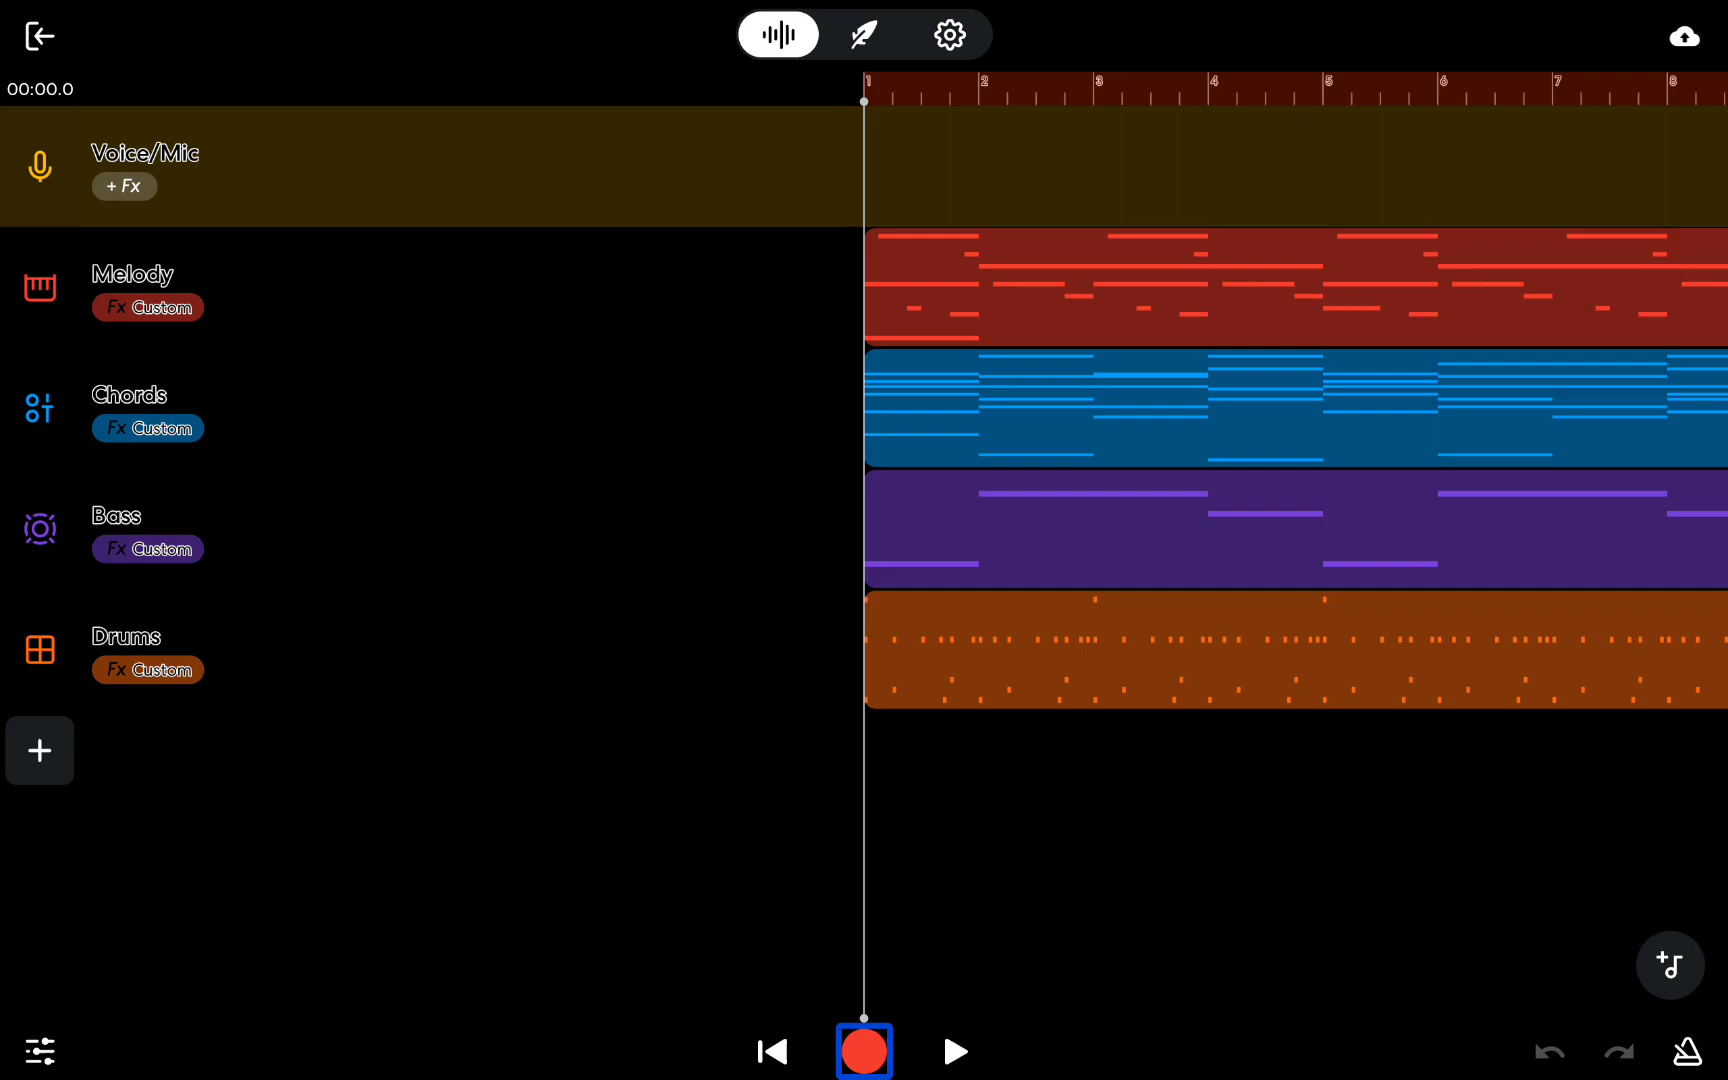 00:00.0
1 2 3 4 5 6 7 8
Voice/Mic
+ Fx
Melody
Fx Custom
Chords
Fx Custom
Bass
Fx Custom
Drums
Fx Custom